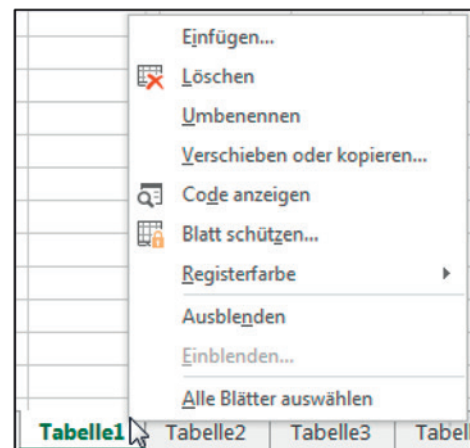 Einfügen...
Löschen
Umbenennen
Verschieben oder kopieren...
Code anzeigen
Blatt schützen...
Registerfarbe
Ausblenden
Einblenden...
Alle Blätter auswählen
Tabelle1 Tabelle2 Tabelle3 Tabell